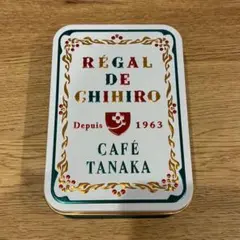 RÉGAL
DE
CHIHIRO
Depuis 1963
CAFÉ
TANAKA